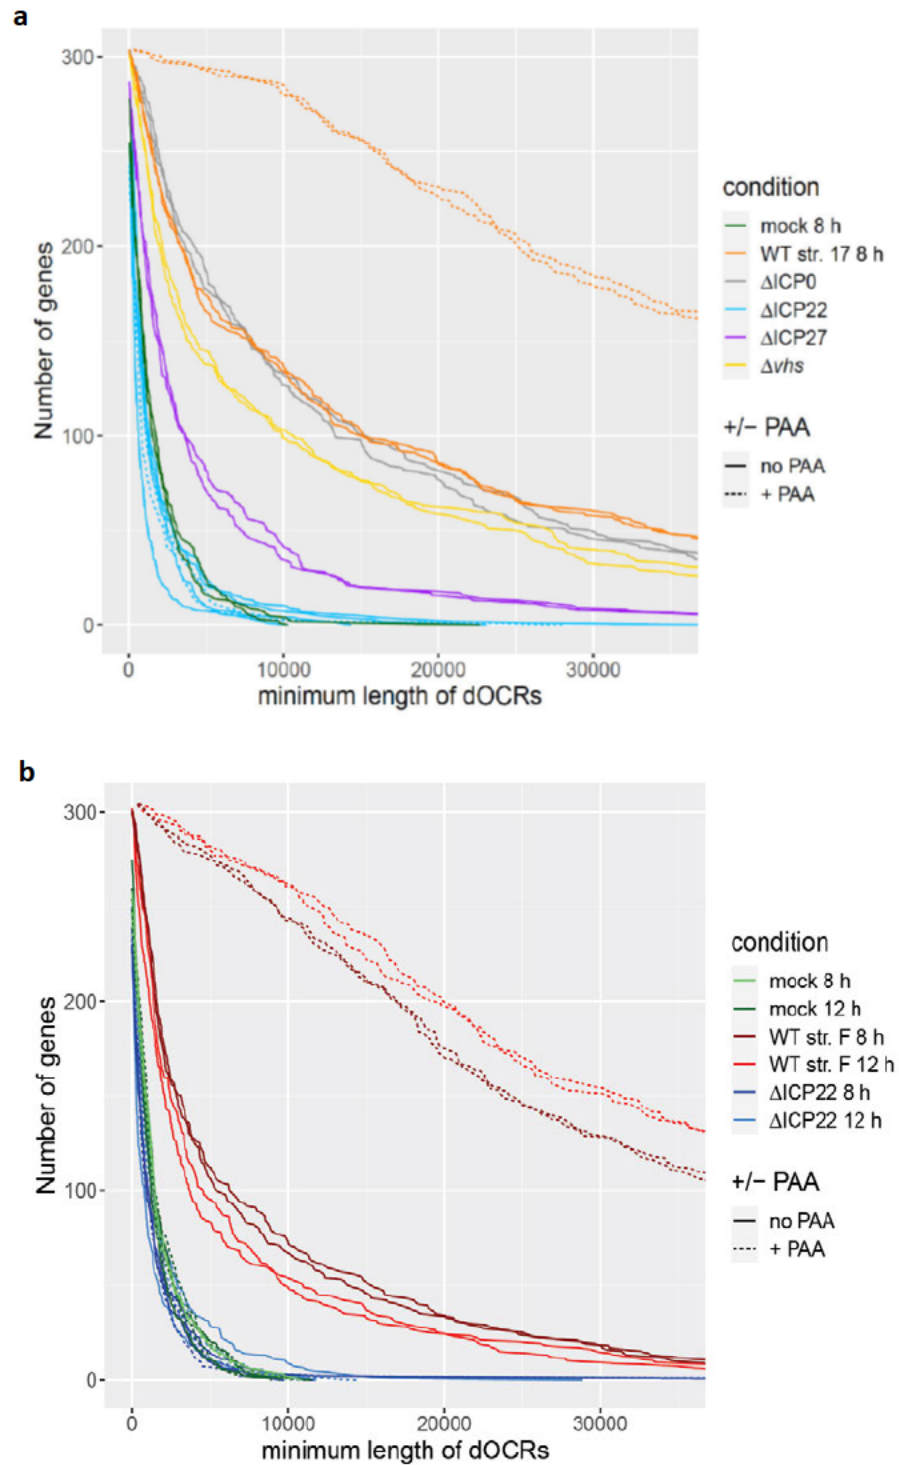 a
300
200
100
0
Number of genes
0 10000 20000 30000
minimum length of dOCRs
condition
mock 8 h
WT str. 17 8 h
ΔICP0
ΔICP22
ΔICP27
Δvhs
+/− PAA
no PAA
+ PAA
b
300
200
100
0
Number of genes
0 10000 20000 30000
minimum length of dOCRs
condition
mock 8 h
mock 12 h
WT str. F 8 h
WT str. F 12 h
ΔICP22 8 h
ΔICP22 12 h
+/− PAA
no PAA
+ PAA